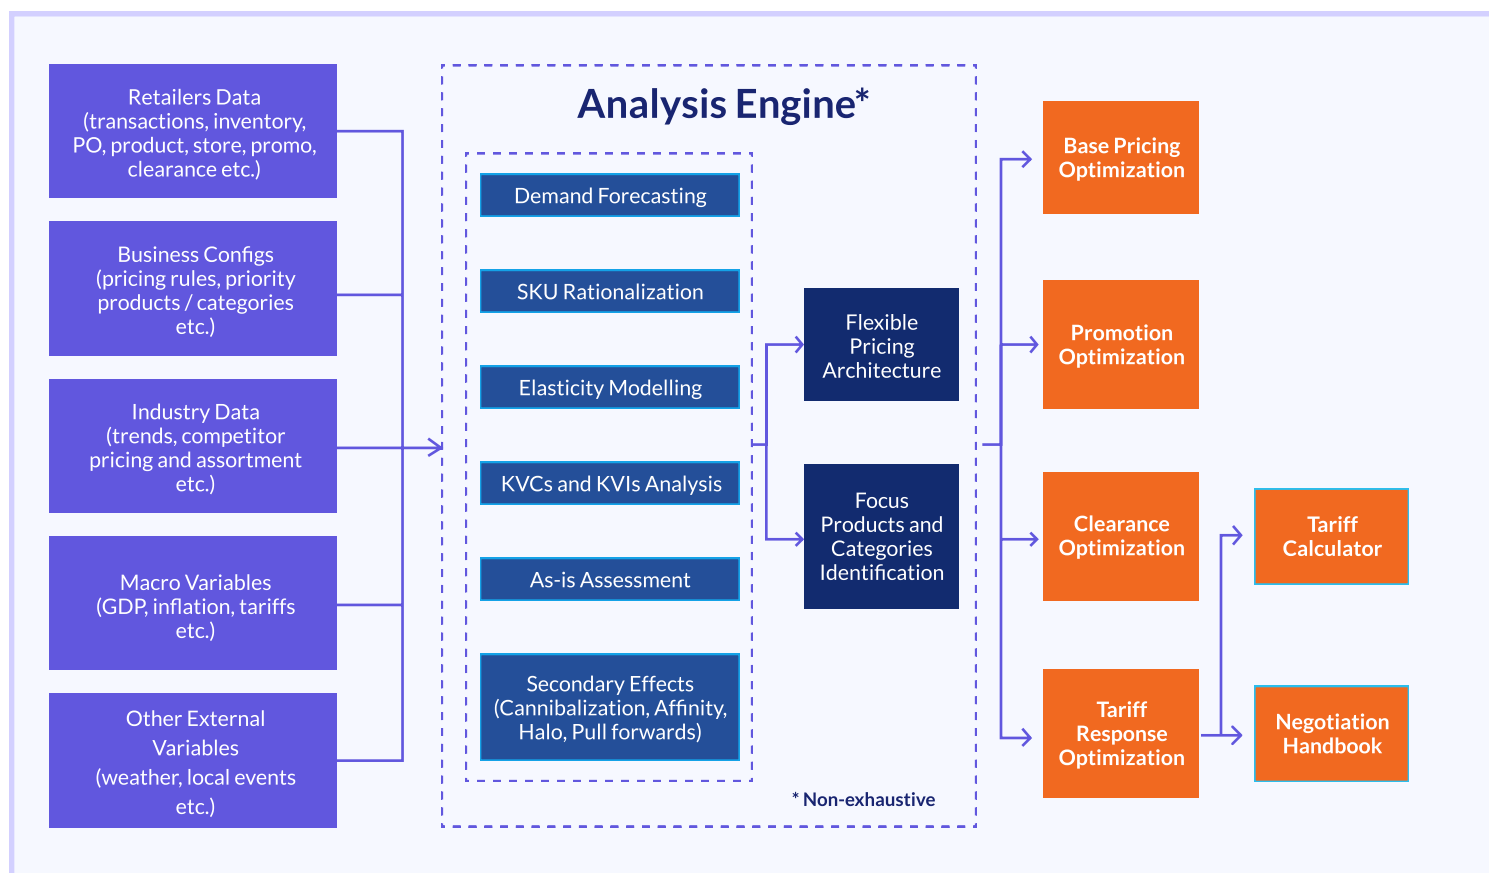 Retailers Data
(transactions, inventory,
PO, product, store, promo,
clearance etc.)
Business Configs
(pricing rules, priority
products / categories
etc.)
Industry Data
(trends, competitor
pricing and assortment
etc.)
Macro Variables
(GDP, inflation, tariffs
etc.)
Other External
Variables
(weather, local events
etc.)
Analysis Engine*
Demand Forecasting
SKU Rationalization
Elasticity Modelling
KVCs and KVIs Analysis
As-is Assessment
Secondary Effects
(Cannibalization, Affinity,
Halo, Pull forwards)
Flexible
Pricing
Architecture
Focus
Products and
Categories
Identification
* Non-exhaustive
Base Pricing
Optimization
Promotion
Optimization
Clearance
Optimization
Tariff
Response
Optimization
Tariff
Calculator
Negotiation
Handbook